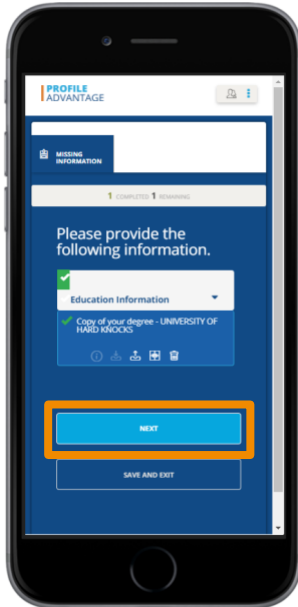 PROFILE
ADVANTAGE
MISSING
INFORMATION
1 COMPLETED 1 REMAINING
Please provide the
following information.
Education Information
Copy of your degree - UNIVERSITY OF
HARD KNOCKS
NEXT
SAVE AND EXIT